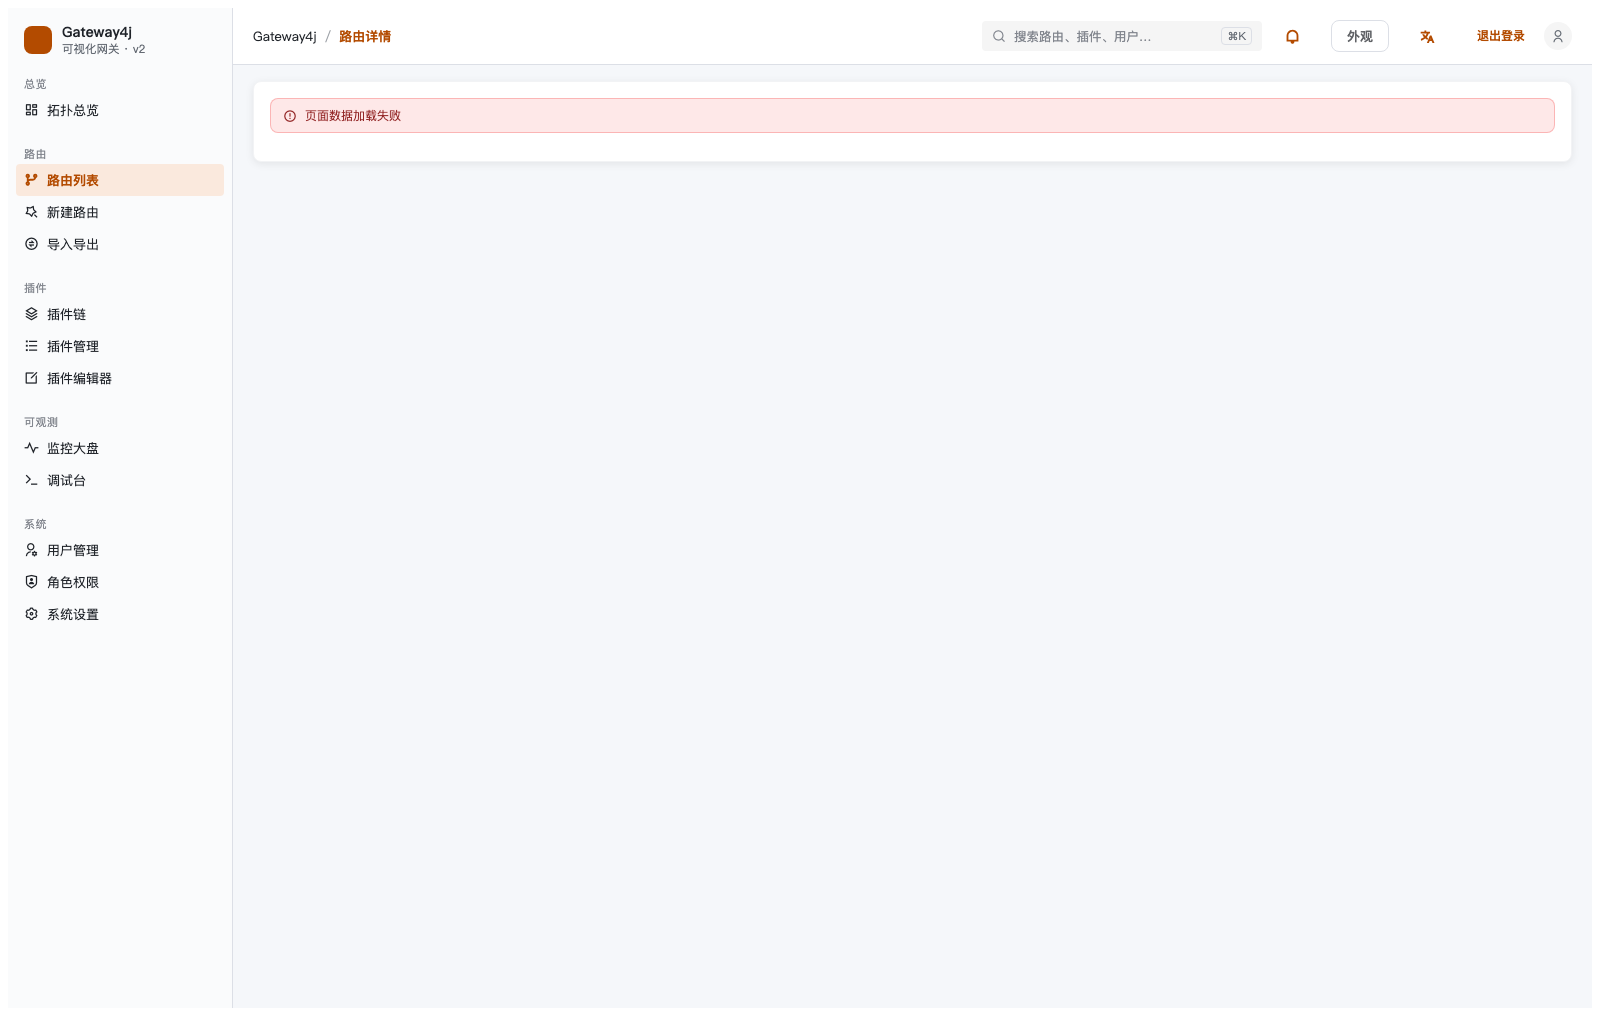 Gateway4j
可视化网关 · v2
总览
拓扑总览
路由
路由列表
新建路由
导入导出
插件
插件链
插件管理
插件编辑器
可观测
监控大盘
调试台
系统
用户管理
角色权限
系统设置
Gateway4j / 路由详情
搜索路由、插件、用户... ⌘K
外观
退出登录
页面数据加载失败